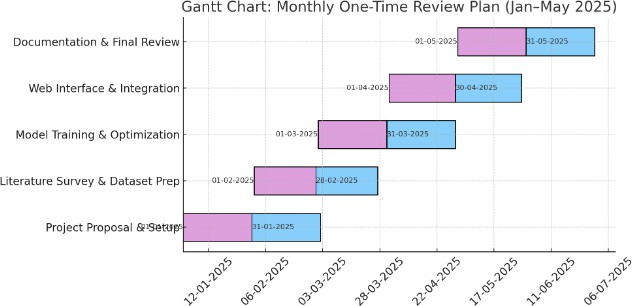 Gantt Chart: Monthly One-Time Review Plan (Jan–May 2025)
Documentation & Final Review
01-05-2025 31-05-2025
Web Interface & Integration
01-04-2025 30-04-2025
Model Training & Optimization
01-03-2025 31-03-2025
Literature Survey & Dataset Prep
01-02-2025 28-02-2025
Project Proposal & Setup
31-01-2025
12-01-2025 06-02-2025 03-03-2025 28-03-2025 22-04-2025 17-05-2025 11-06-2025 06-07-2025